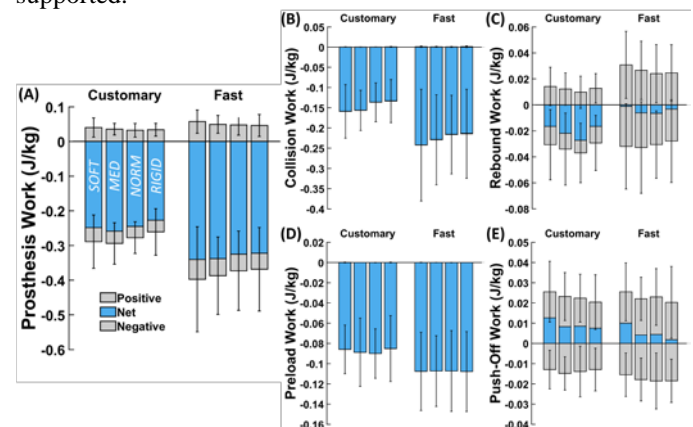 supported.
(A)
Customary Fast
Prosthesis Work (J/kg)
0.1
0
-0.1
-0.2
-0.3
-0.4
-0.5
-0.6
SOFT
MED
NORM
RIGID
Positive
Net
Negative
(B)
Customary Fast
Collision Work (J/kg)
0.05
0
-0.05
-0.1
-0.15
-0.2
-0.25
-0.3
-0.35
-0.4
(C)
Customary Fast
Rebound Work (J/kg)
0.06
0.04
0.02
0
-0.02
-0.04
-0.06
-0.08
(D)
Customary Fast
Preload Work (J/kg)
0.02
0
-0.02
-0.04
-0.06
-0.08
-0.1
-0.12
-0.14
-0.16
(E)
Customary Fast
Push-Off Work (J/kg)
0.05
0.04
0.03
0.02
0.01
0
-0.01
-0.02
-0.03
-0.04